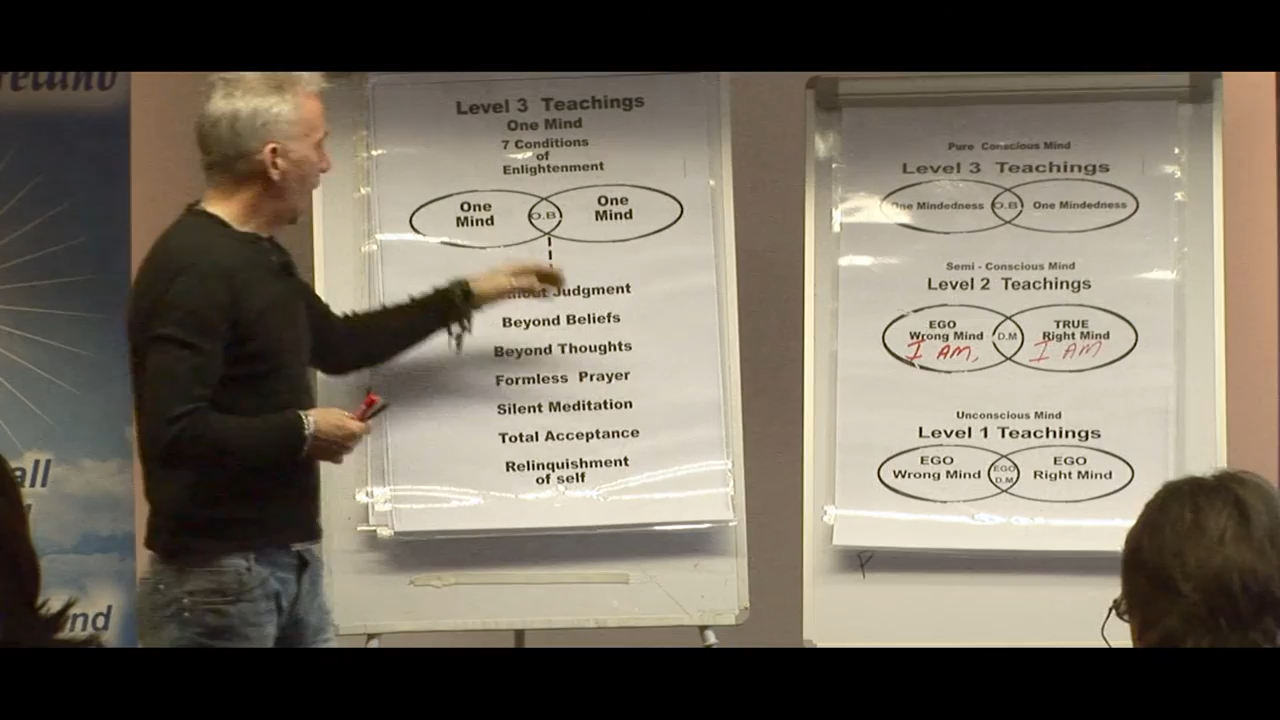 Level 3 Teachings
One Mind
7 Conditions
of
Enlightenment
One
Mind
O.B
One
Mind
Judgment
Beyond Beliefs
Beyond Thoughts
Formless Prayer
Silent Meditation
Total Acceptance
Relinquishment
of self
Pure Conscious Mind
Level 3 Teachings
One Mindedness
O.B
One Mindedness
Semi - Conscious Mind
Level 2 Teachings
EGO
Wrong Mind
I AM,
D.M
TRUE
Right Mind
I AM
Unconscious Mind
Level 1 Teachings
EGO
Wrong Mind
EGO
D.M
EGO
Right Mind
P